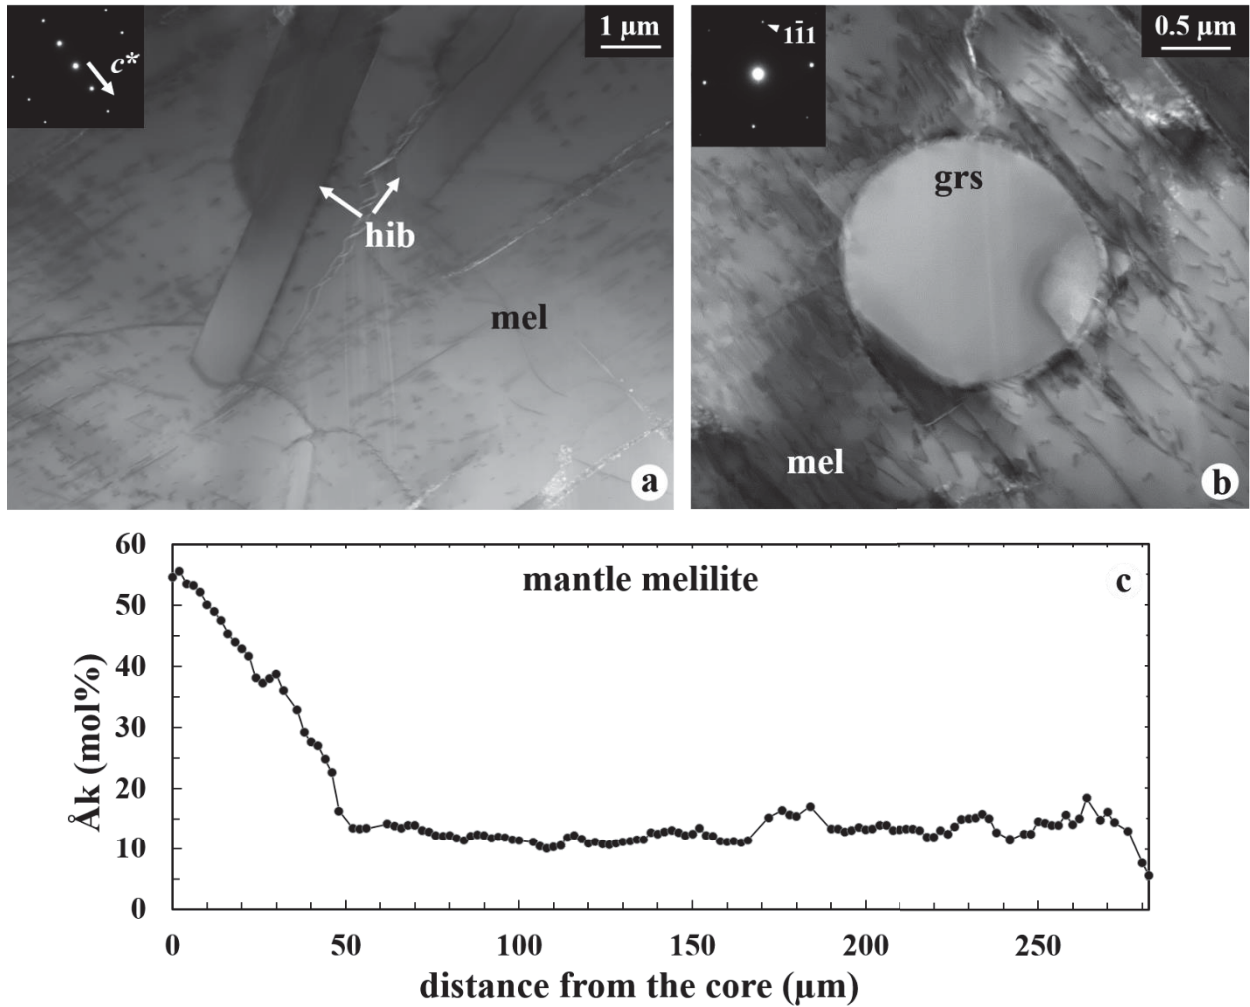 c*
1 μm
hib
mel
a
1̄11
0.5 μm
grs
mel
b
mantle melilite
c
Åk (mol%)
60
50
40
30
20
10
0
0
50
100
150
200
250
distance from the core (μm)